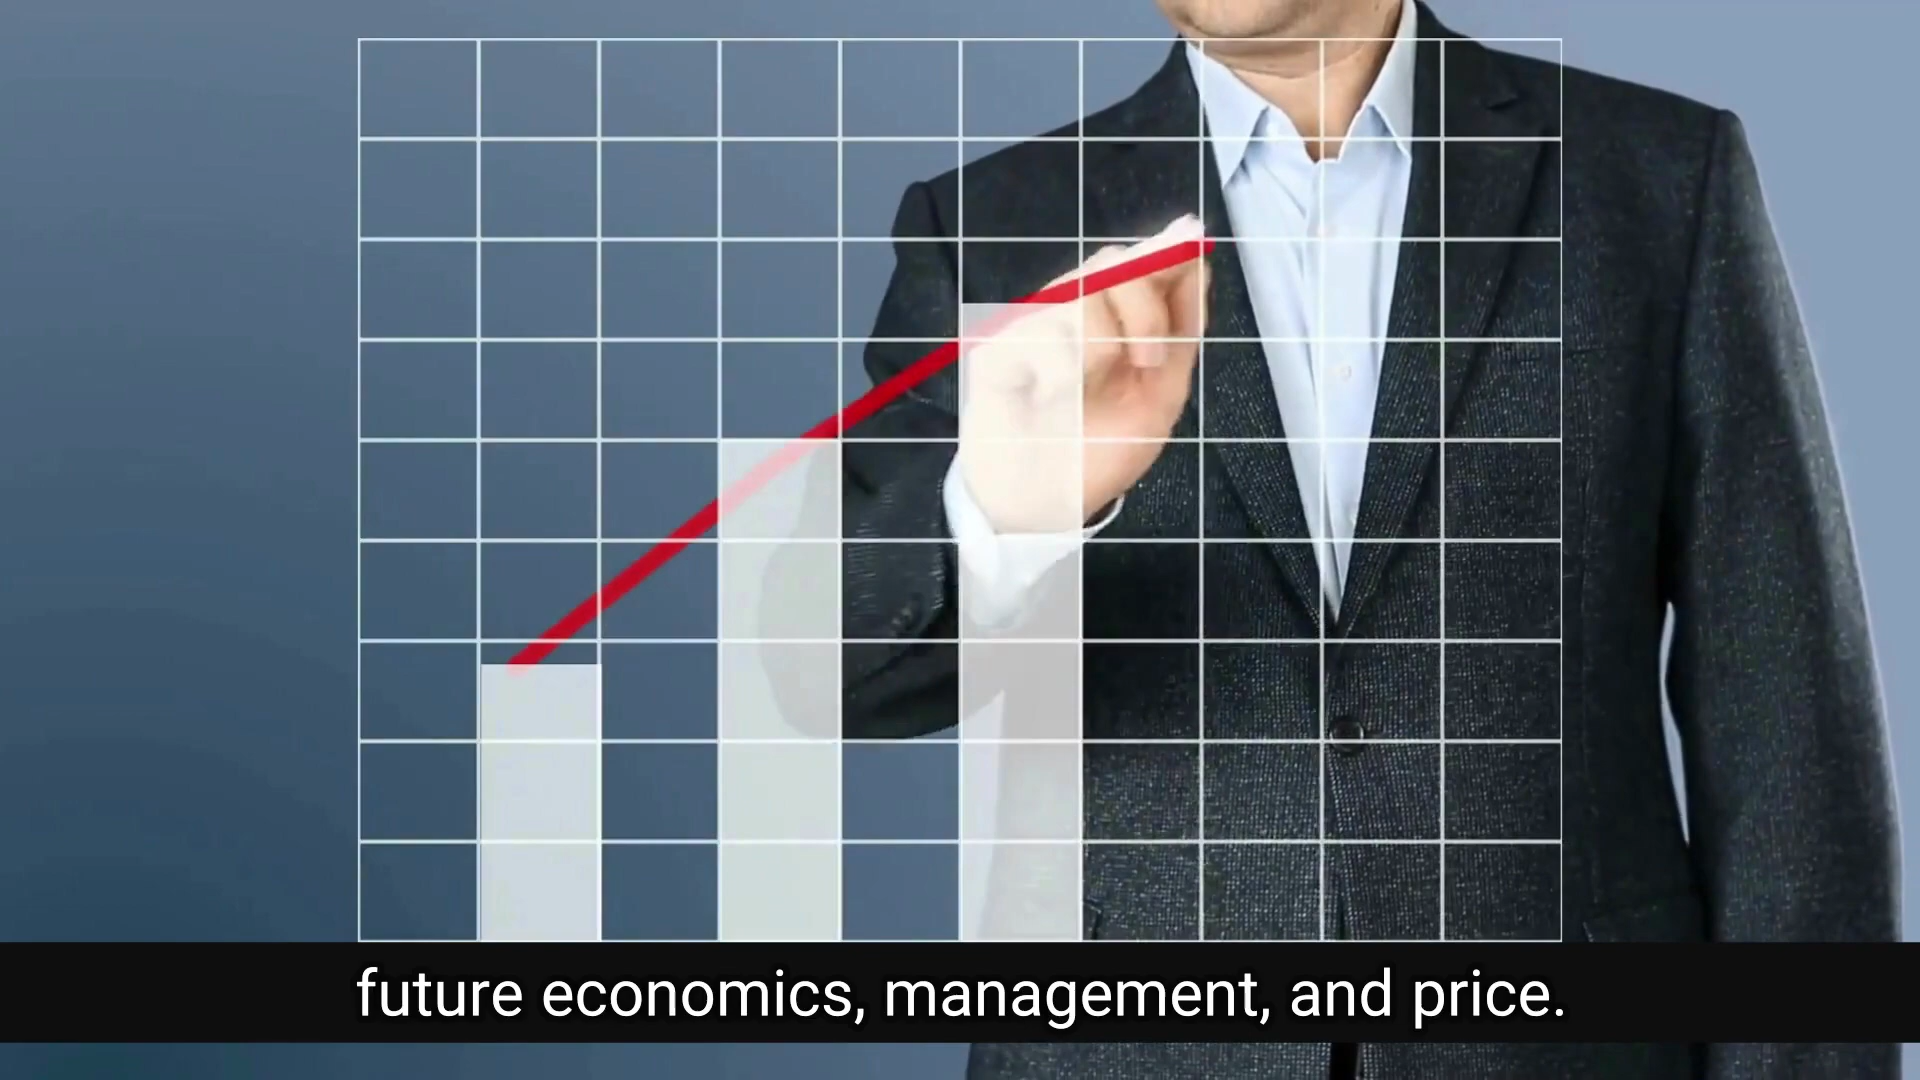 future economics, management, and price.